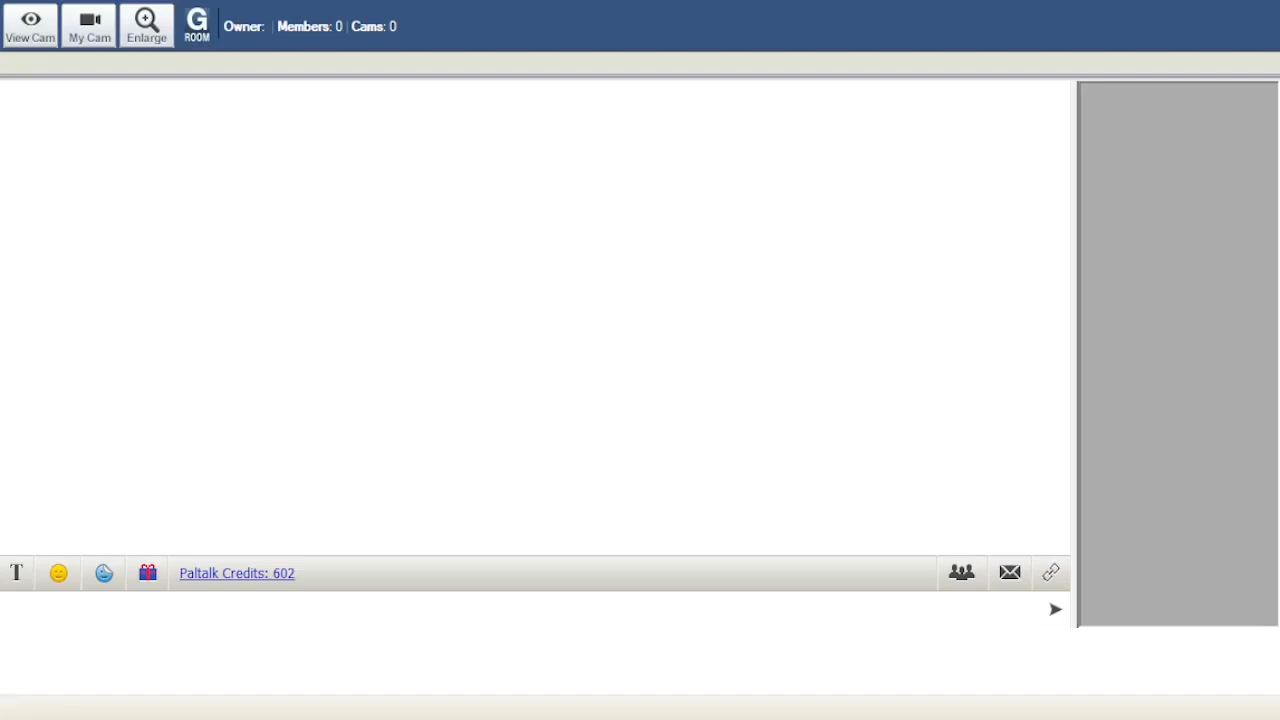 View Cam
My Cam
Enlarge
G
ROOM
Owner: | Members: 0 | Cams: 0
T
Paltalk Credits: 602